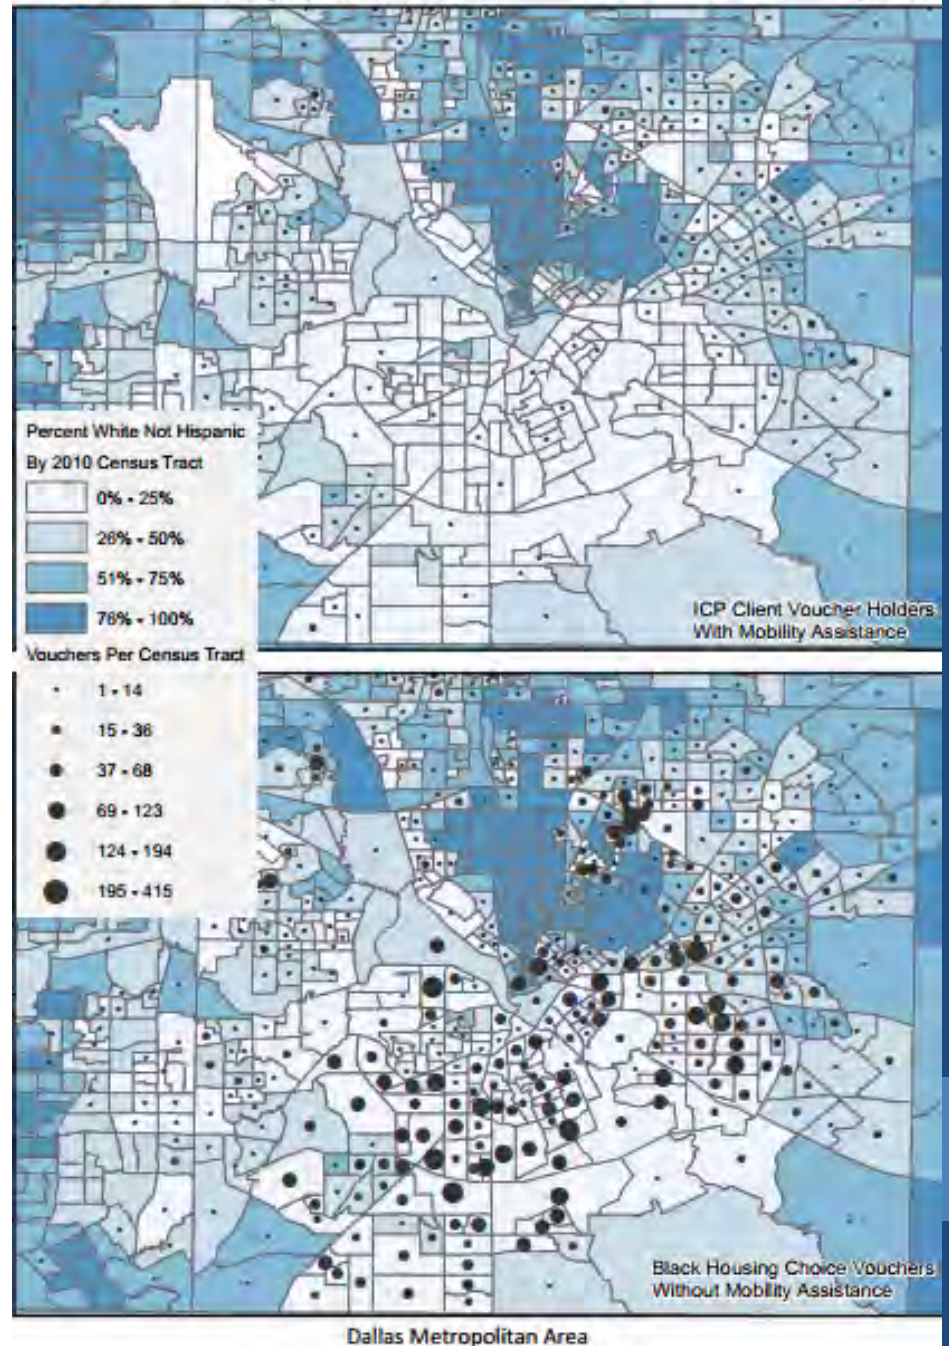 Percent White Not Hispanic
By 2010 Census Tract
0% - 25%
26% - 50%
51% - 75%
76% - 100%
ICP Client Voucher Holders
With Mobility Assistance
Vouchers Per Census Tract
1 - 14
15 - 36
37 - 68
69 - 123
124 - 194
195 - 415
Black Housing Choice Vouchers
Without Mobility Assistance
Dallas Metropolitan Area